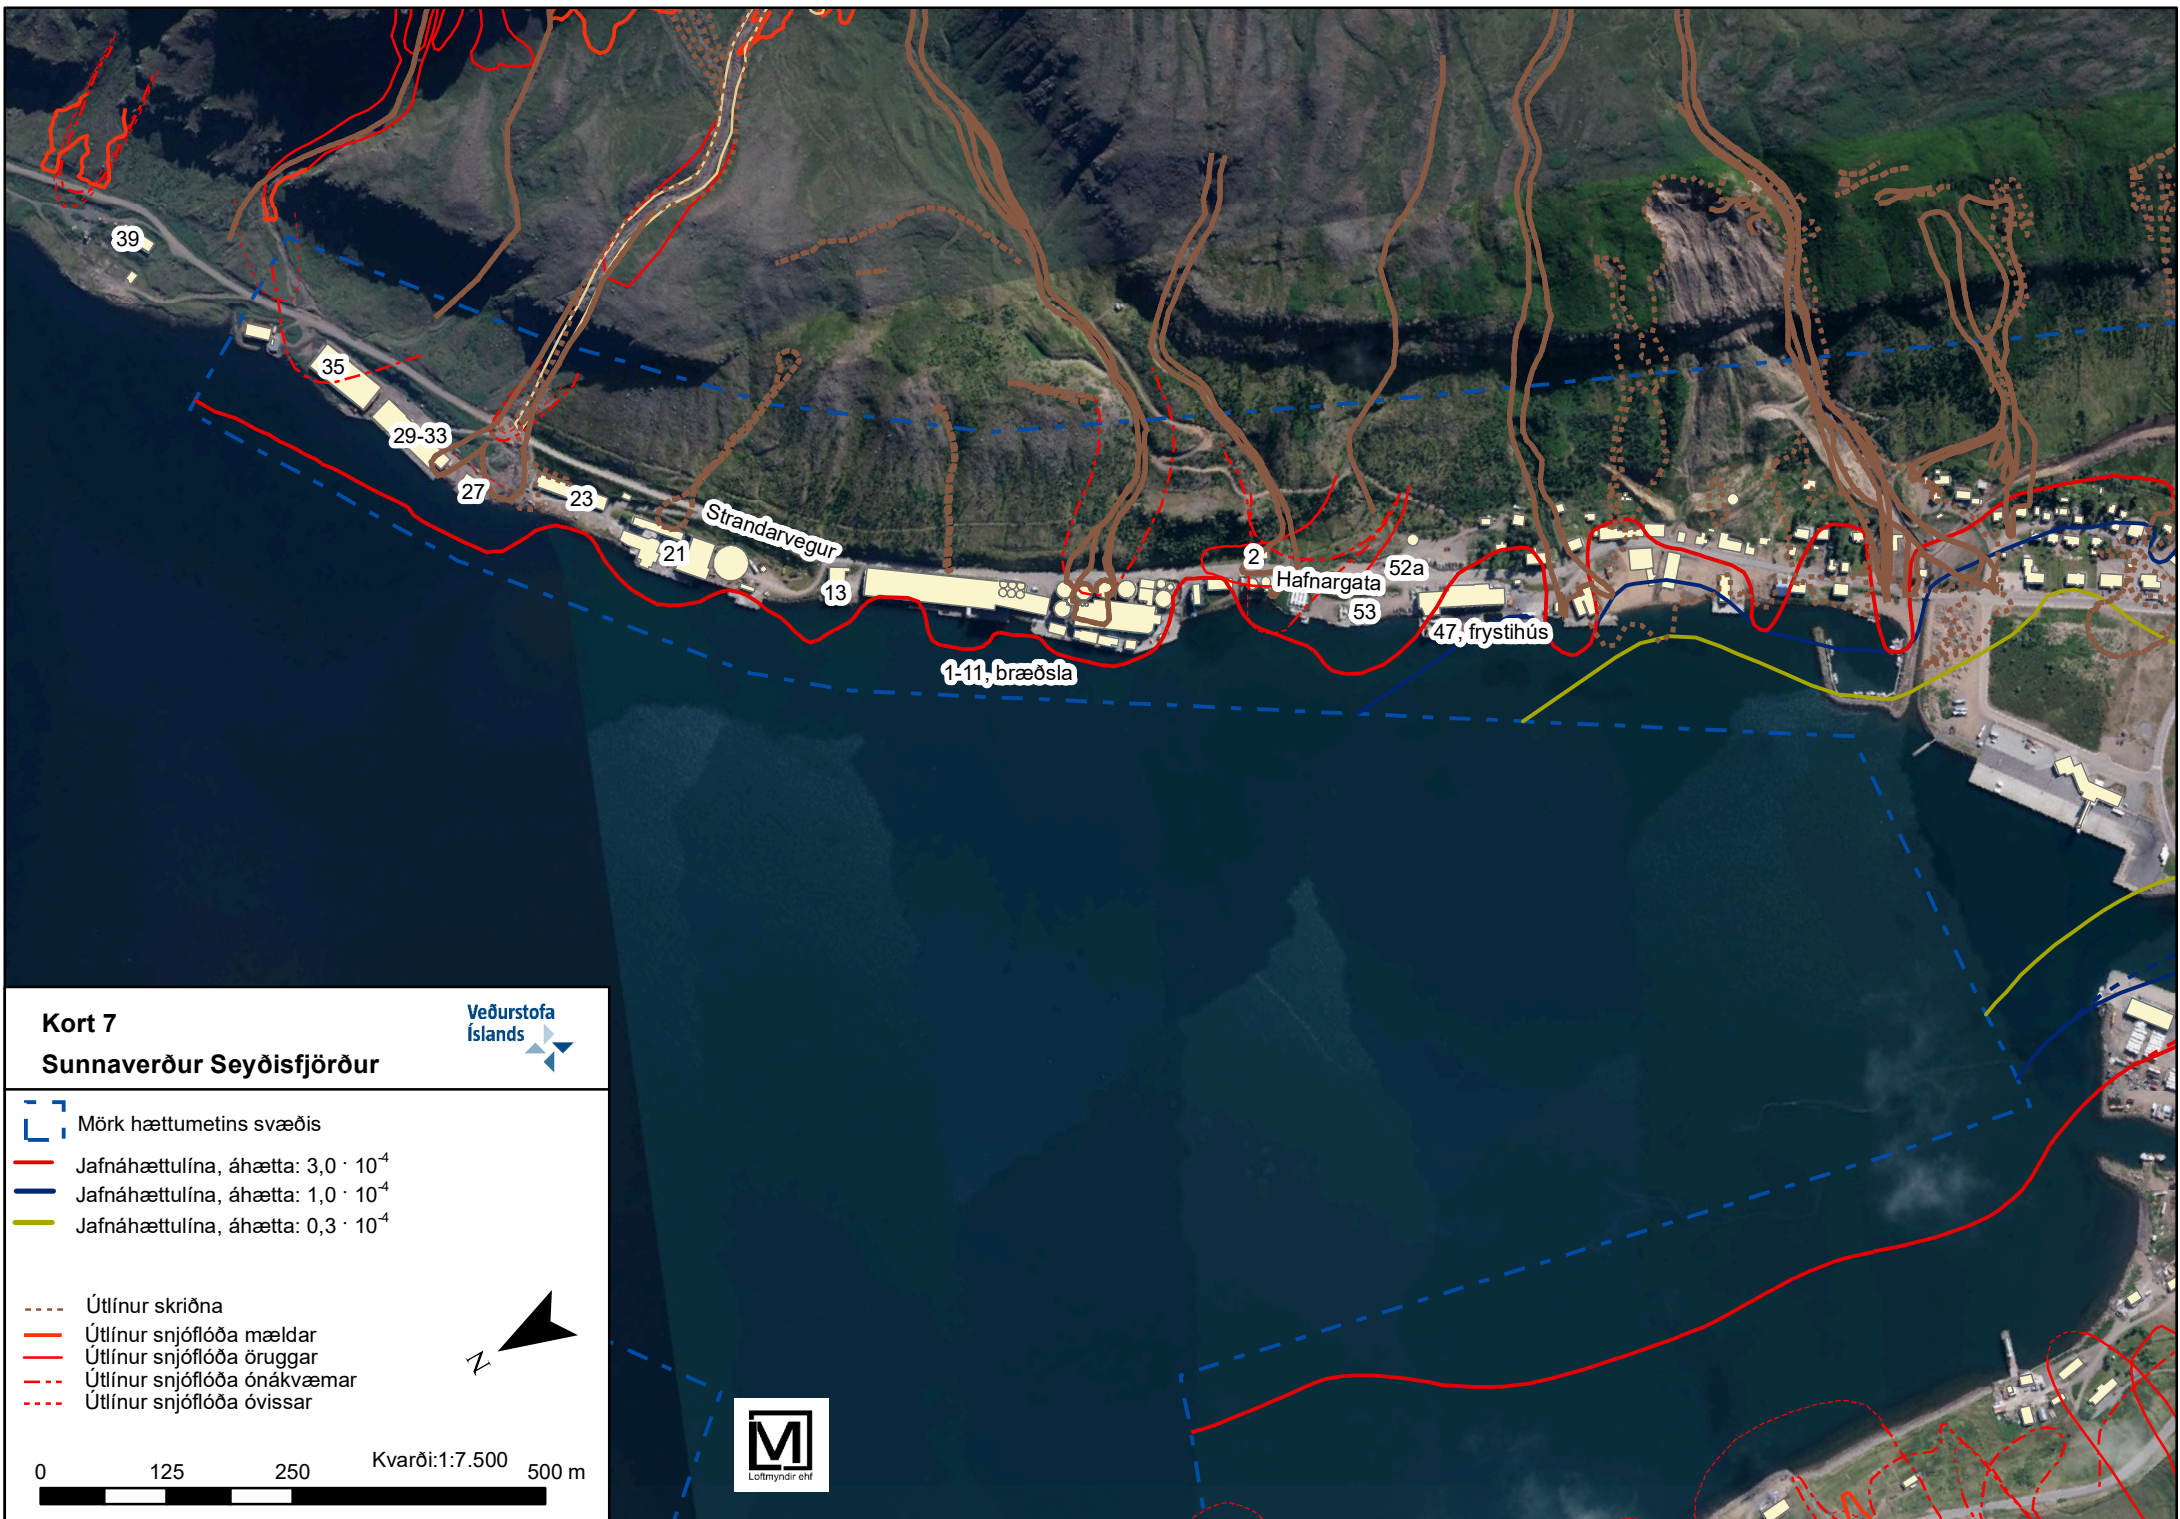 39
35
29-33
27
23
21
Strandarvegur
13
2
Hafnargata
52a
53
47, frystihús
1-11, bræðsla
Kort 7
Sunnaverður Seyðisfjörður
Veðurstofa
Íslands
Mörk hættumetins svæðis
Jafnáhættulína, áhætta: 3,0 · 10⁻⁴
Jafnáhættulína, áhætta: 1,0 · 10⁻⁴
Jafnáhættulína, áhætta: 0,3 · 10⁻⁴
Útlínur skriðna
Útlínur snjóflóða mældar
Útlínur snjóflóða öruggar
Útlínur snjóflóða ónákvæmar
Útlínur snjóflóða óvissar
N
Kvarði:1:7.500
0 125 250 500 m
M
Loftmyndir ehf